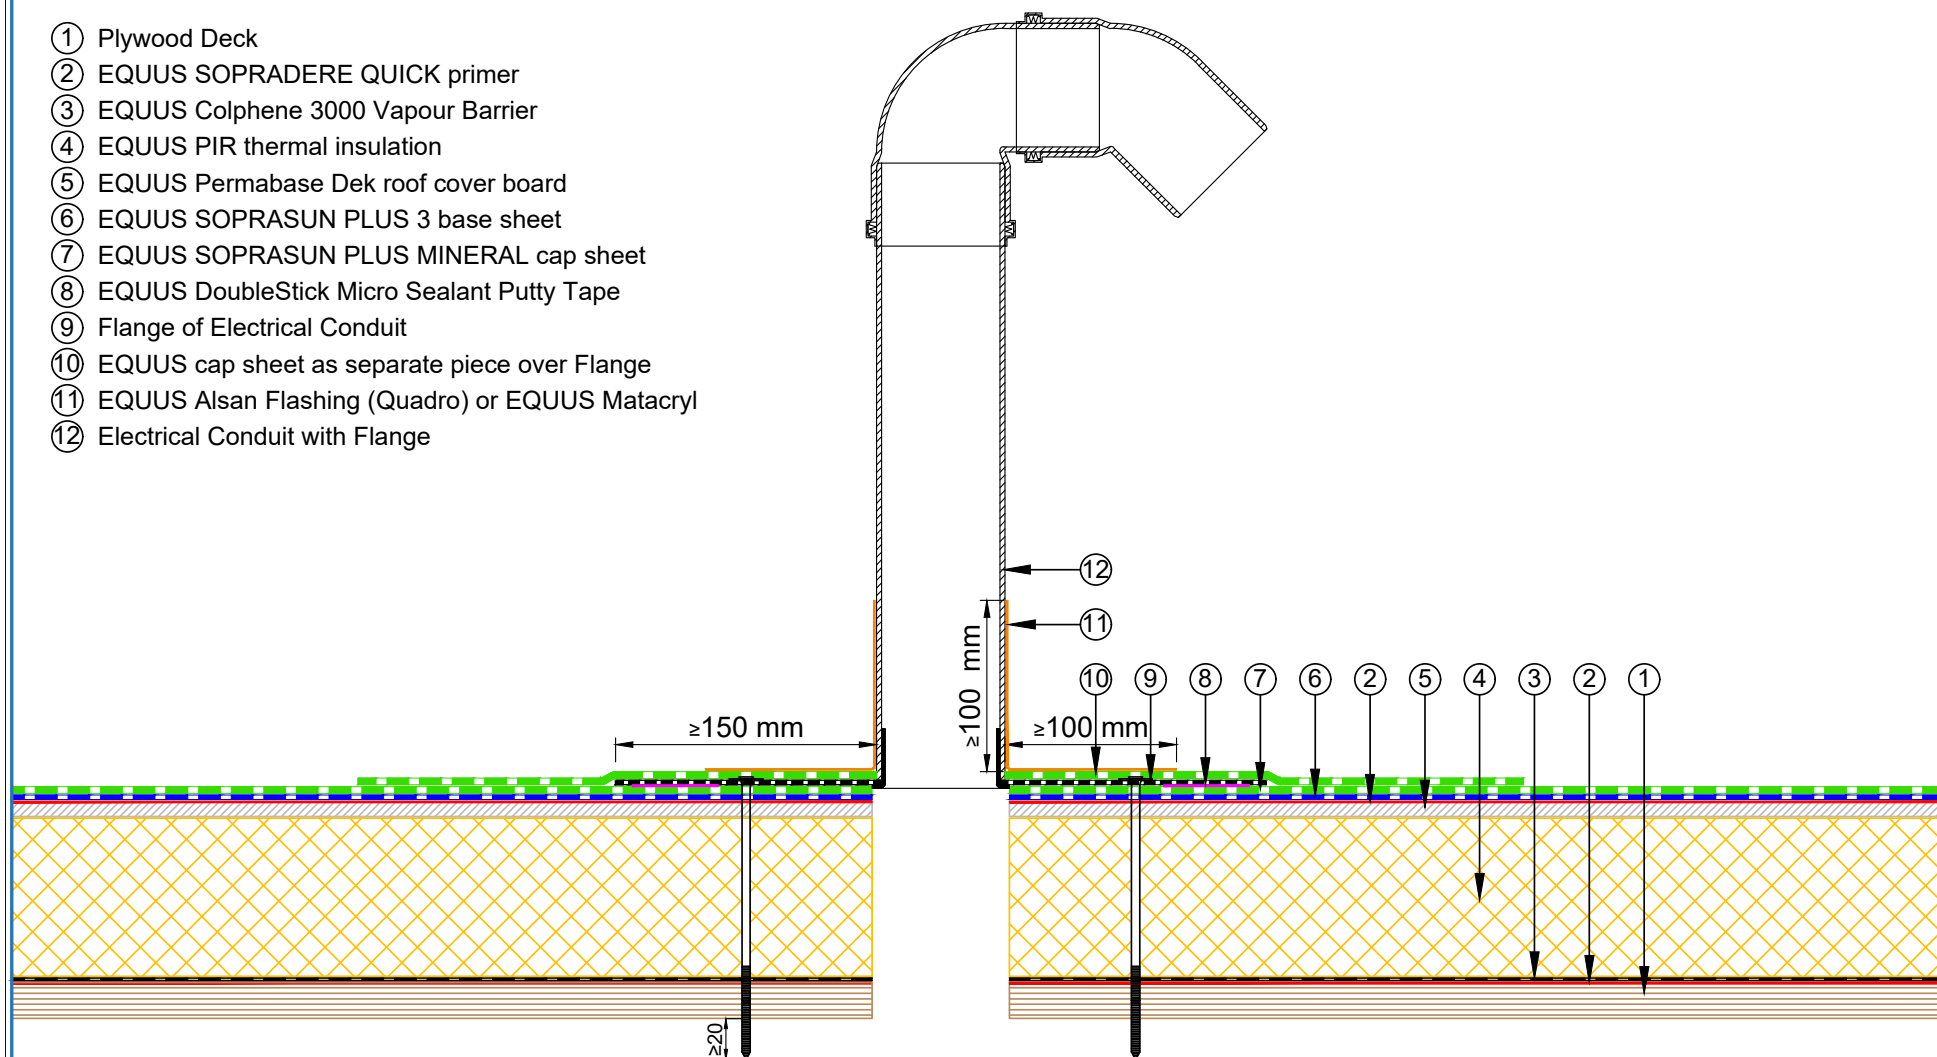 1 Plywood Deck
2 EQUUS SOPRADERE QUICK primer
3 EQUUS Colphene 3000 Vapour Barrier
4 EQUUS PIR thermal insulation
5 EQUUS Permabase Dek roof cover board
6 EQUUS SOPRASUN PLUS 3 base sheet
7 EQUUS SOPRASUN PLUS MINERAL cap sheet
8 EQUUS DoubleStick Micro Sealant Putty Tape
9 Flange of Electrical Conduit
10 EQUUS cap sheet as separate piece over Flange
11 EQUUS Alsan Flashing (Quadro) or EQUUS Matacryl
12 Electrical Conduit with Flange
12
11
≥100 mm
10 9 8 7 6 2 5 4 3 2 1
≥150 mm
≥100 mm
≥20